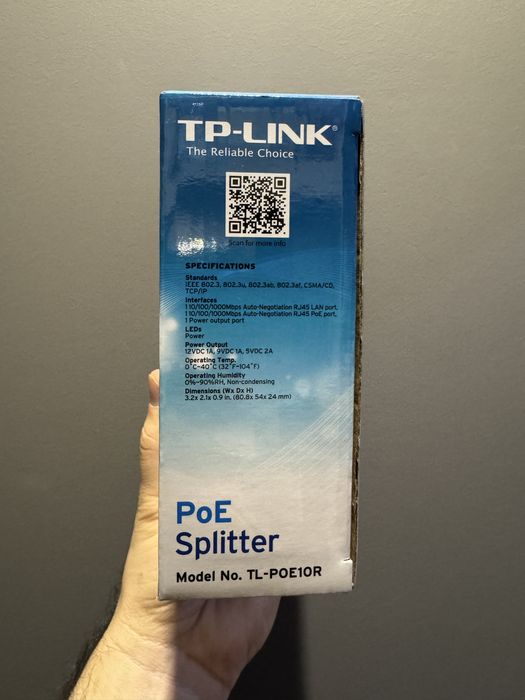 TP-LINK®
The Reliable Choice
Scan for more info
SPECIFICATIONS
Standards
IEEE 802.3, 802.3u, 802.3ab, 802.3af, CSMA/CD,
TCP/IP
Interfaces
1 10/100/1000Mbps Auto-Negotiation RJ45 LAN port,
1 10/100/1000Mbps Auto-Negotiation RJ45 PoE port,
1 Power output port
LEDs
Power
Power Output
12VDC 1A, 9VDC 1A, 5VDC 2A
Operating Temp.
0°C~40°C (32°F~104°F)
Operating Humidity
0%~90%RH, Non-condensing
Dimensions (Wx Dx H)
3.2x 2.1x 0.9 in. (80.8x 54x 24 mm)
PoE
Splitter
Model No. TL-POE10R